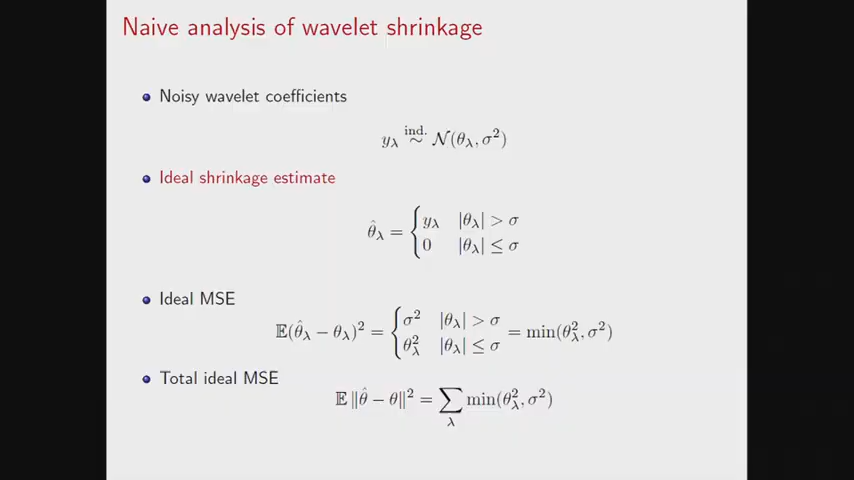 Naive analysis of wavelet shrinkage
Noisy wavelet coefficients
y_λ ind. ∼ 𝒩(θ_λ, σ²)
Ideal shrinkage estimate
θ̂_λ = { y_λ |θ_λ| > σ
0 |θ_λ| ≤ σ
Ideal MSE
𝔼(θ̂_λ − θ_λ)² = { σ² |θ_λ| > σ
θ_λ² |θ_λ| ≤ σ = min(θ_λ², σ²)
Total ideal MSE
𝔼 ‖θ̂ − θ‖² = ∑_λ min(θ_λ², σ²)